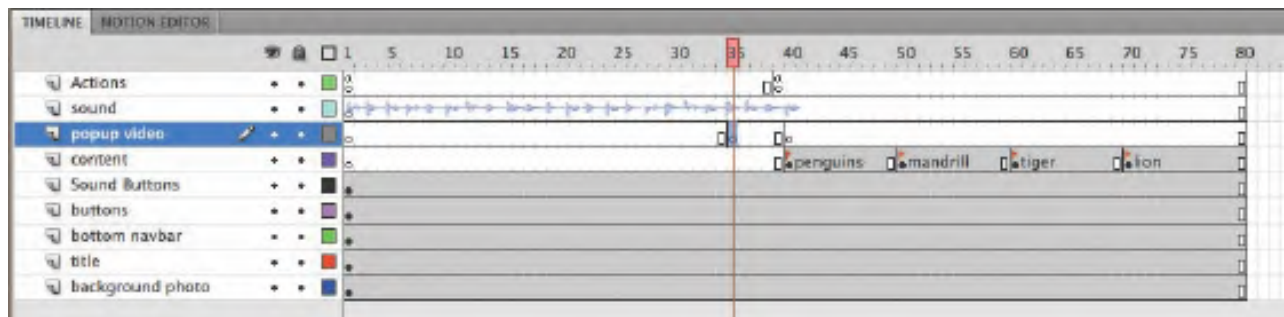 TIMELINE MOTION EDITOR
1 5 10 15 20 25 30 35 40 45 50 55 60 65 70 75 80
Actions
sound
popup video
content penguins mandrill tiger lion
Sound Buttons
buttons
bottom navbar
title
background photo